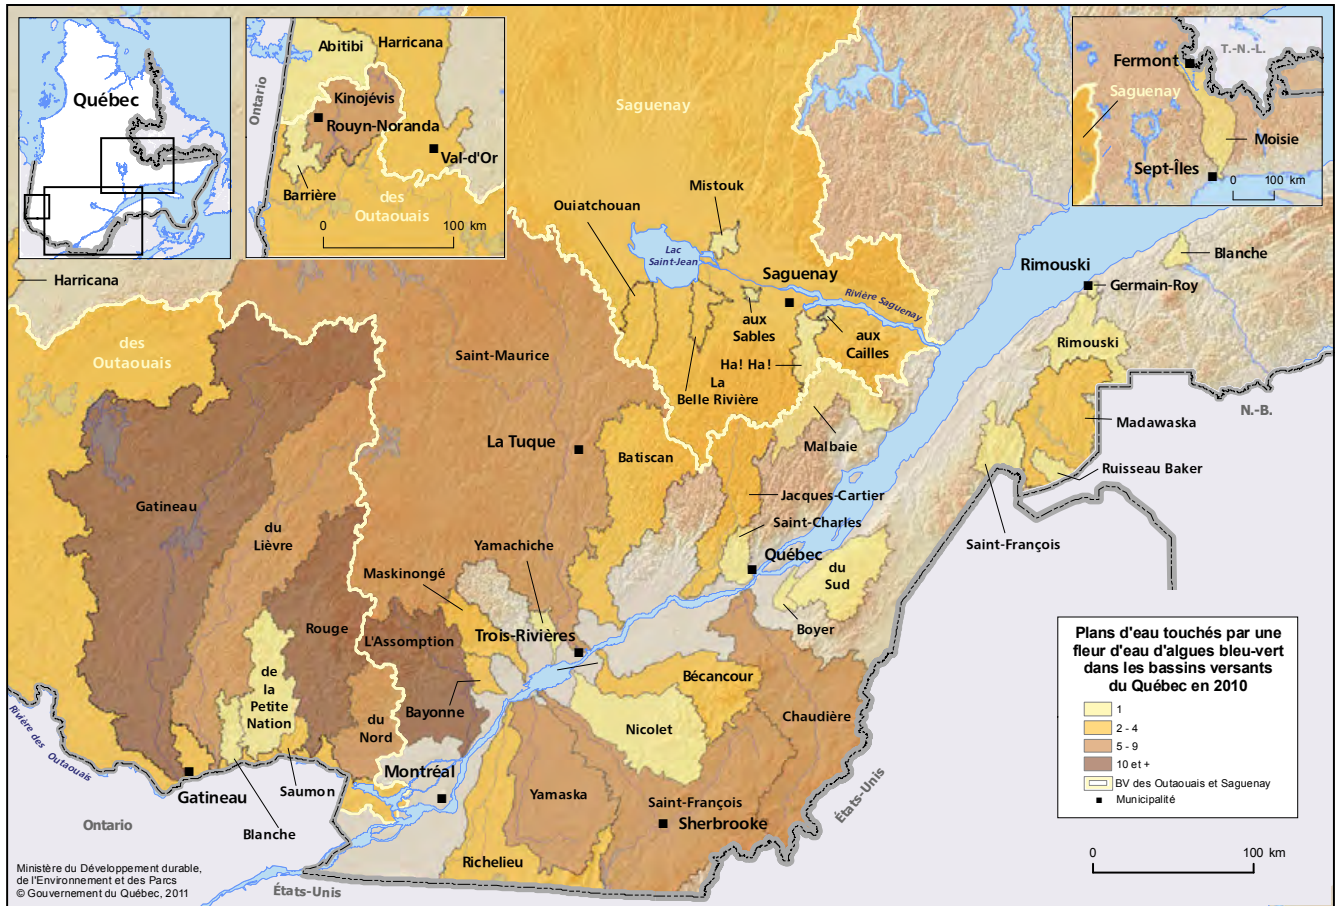 Québec
Ontario
Abitibi
Harricana
Kinojévis
Rouyn-Noranda
Val-d'Or
Barrière
des
Outaouais
0
100 km
Saguenay
Fermont
T.-N.-L.
Saguenay
Moisie
Sept-Îles
0
100 km
Mistouk
Ouiatchouan
Lac
Saint-Jean
Saguenay
Rivière Saguenay
aux
Sables
aux
Cailles
Ha! Ha!
La
Belle Rivière
Rimouski
Blanche
Germain-Roy
Rimouski
N.-B.
Madawaska
Ruisseau Baker
Saint-François
Harricana
des
Outaouais
Saint-Maurice
La Tuque
Batiscan
Malbaie
Jacques-Cartier
Saint-Charles
Québec
du
Sud
Boyer
Gatineau
du
Lièvre
Yamachiche
Maskinongé
Trois-Rivières
L'Assomption
Rouge
de la
Petite
Nation
Bayonne
du
Nord
Bécancour
Nicolet
Chaudière
Rivière des Outaouais
Gatineau
Saumon
Blanche
Montréal
Yamaska
Saint-François
Sherbrooke
Richelieu
Ontario
États-Unis
États-Unis
Plans d'eau touchés par une
fleur d'eau d'algues bleu-vert
dans les bassins versants
du Québec en 2010
1
2 - 4
5 - 9
10 et +
BV des Outaouais et Saguenay
Municipalité
0
100 km
Ministère du Développement durable,
de l'Environnement et des Parcs
© Gouvernement du Québec, 2011